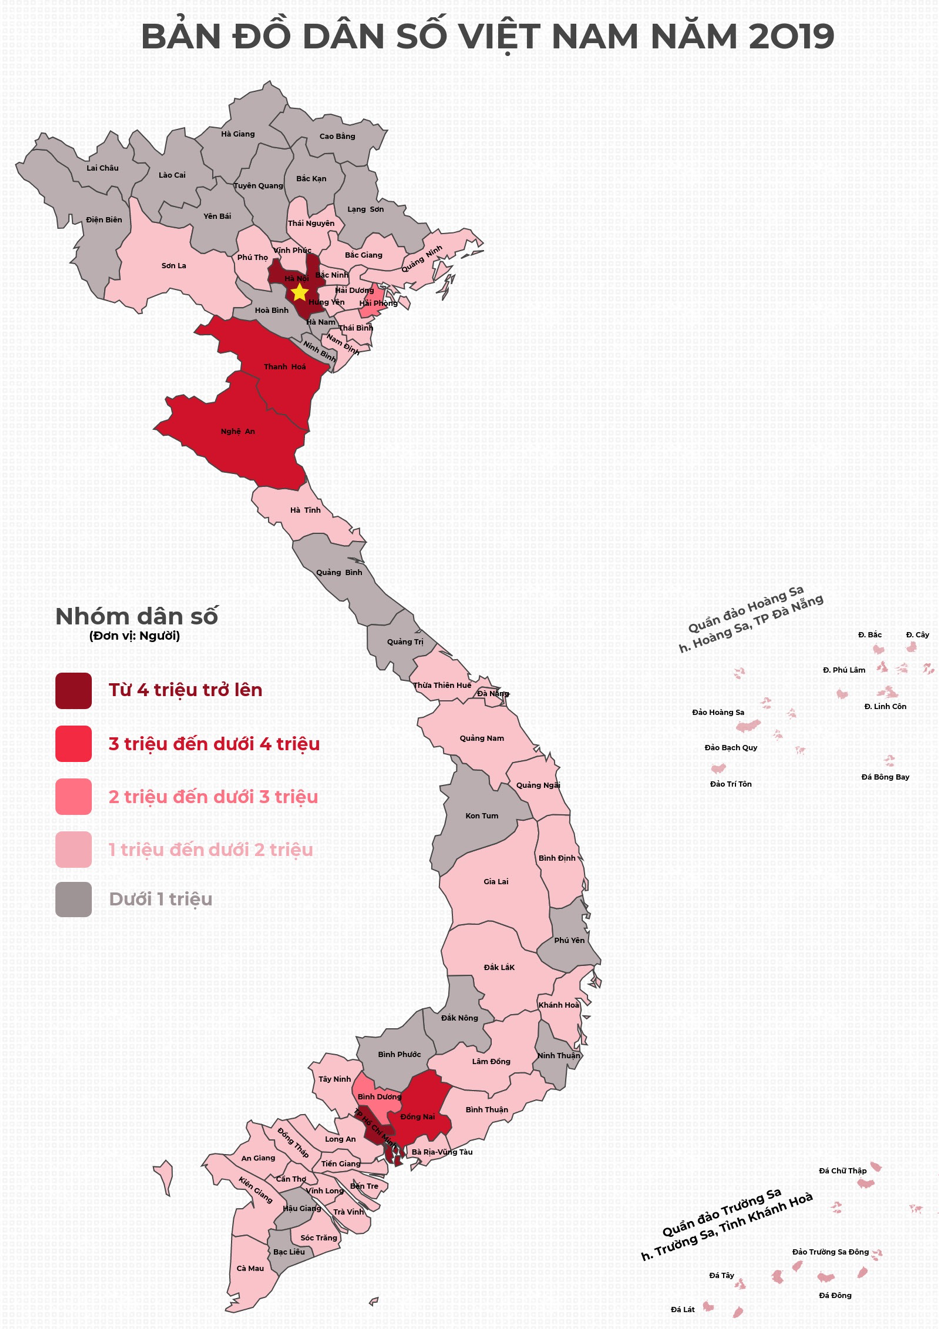 BẢN ĐỒ DÂN SỐ VIỆT NAM NĂM 2019
Hà Giang
Cao Bằng
Lai Châu
Lào Cai
Bắc Kạn
Tuyên Quang
Điện Biên
Yên Bái
Lạng Sơn
Thái Nguyên
Sơn La
Phú Thọ
Vĩnh Phúc
Bắc Giang
Quảng Ninh
Hà Nội
Bắc Ninh
Hải Dương
Hưng Yên
Hải Phòng
Hoà Bình
Hà Nam
Thái Bình
Nam Định
Ninh Bình
Thanh Hoá
Nghệ An
Hà Tĩnh
Quảng Bình
Quảng Trị
Thừa Thiên Huế
Đà Nẵng
Quảng Nam
Quảng Ngãi
Kon Tum
Bình Định
Gia Lai
Phú Yên
Đắk LắK
Khánh Hoà
Đắk Nông
Ninh Thuận
Bình Phước
Lâm Đồng
Tây Ninh
Bình Dương
Đồng Nai
Bình Thuận
TP Hồ Chí Minh
Bà Rịa-Vũng Tàu
Long An
Đồng Tháp
An Giang
Tiền Giang
Cần Thơ
Kiên Giang
Vĩnh Long
Bến Tre
Hậu Giang
Trà Vinh
Sóc Trăng
Bạc Liêu
Cà Mau
Nhóm dân số
(Đơn vị: Người)
Từ 4 triệu trở lên
3 triệu đến dưới 4 triệu
2 triệu đến dưới 3 triệu
1 triệu đến dưới 2 triệu
Dưới 1 triệu
Quần đảo Hoàng Sa
h. Hoàng Sa, TP Đà Nẵng
Đ. Bắc
Đ. Cây
Đ. Phú Lâm
Đ. Linh Côn
Đảo Hoàng Sa
Đảo Bạch Quy
Đảo Trí Tôn
Đá Bông Bay
Quần đảo Trường Sa
h. Trường Sa, Tỉnh Khánh Hoà
Đá Chữ Thập
Đảo Trường Sa Đông
Đá Tây
Đá Đông
Đá Lát